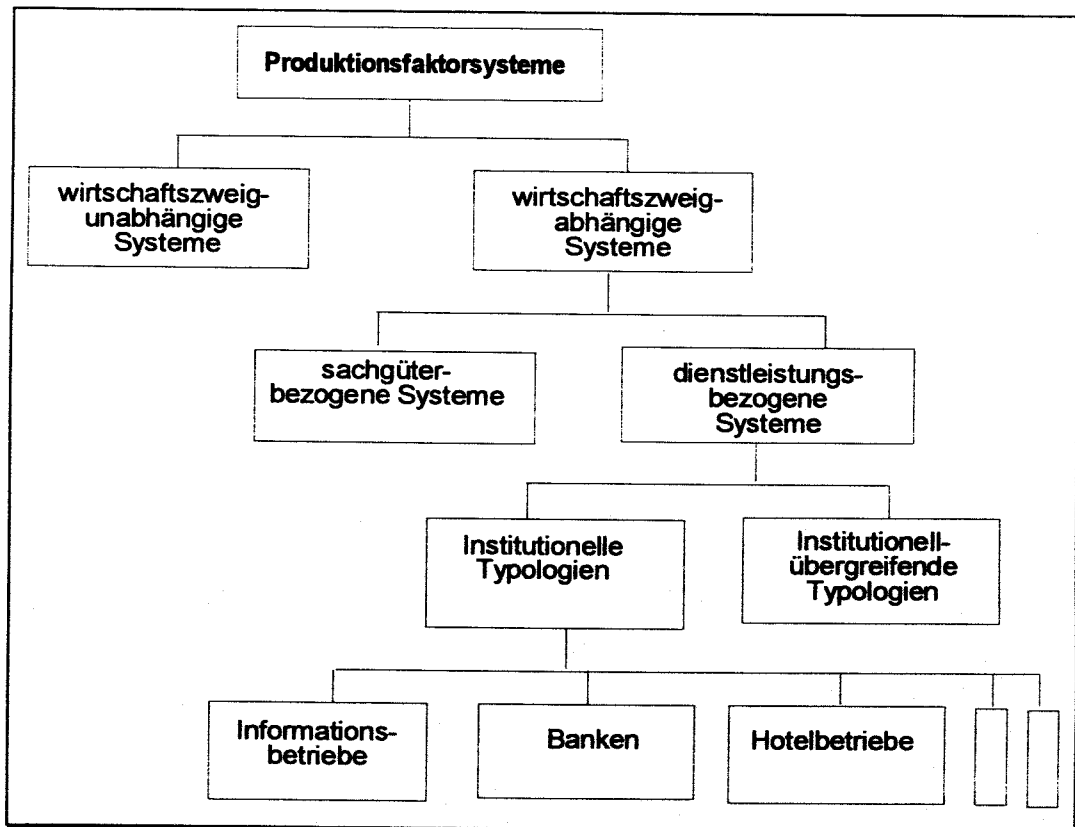 Produktionsfaktorsysteme
wirtschaftszweig-
unabhängige
Systeme
wirtschaftszweig-
abhängige
Systeme
sachgüter-
bezogene Systeme
dienstleistungs-
bezogene
Systeme
Institutionelle
Typologien
Institutionell-
übergreifende
Typologien
Informations-
betriebe
Banken
Hotelbetriebe